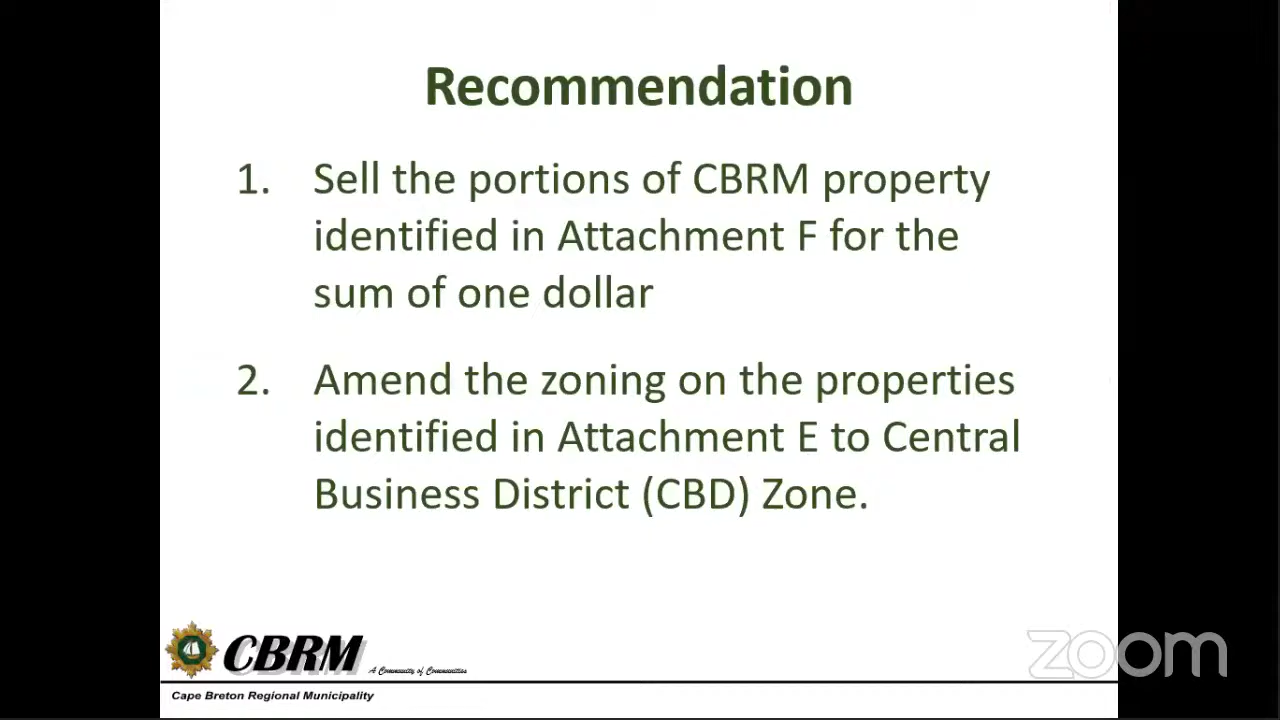 Recommendation
1. Sell the portions of CBRM property
identified in Attachment F for the
sum of one dollar
2. Amend the zoning on the properties
identified in Attachment E to Central
Business District (CBD) Zone.
CBRM A Community of Communities
Cape Breton Regional Municipality
zoom